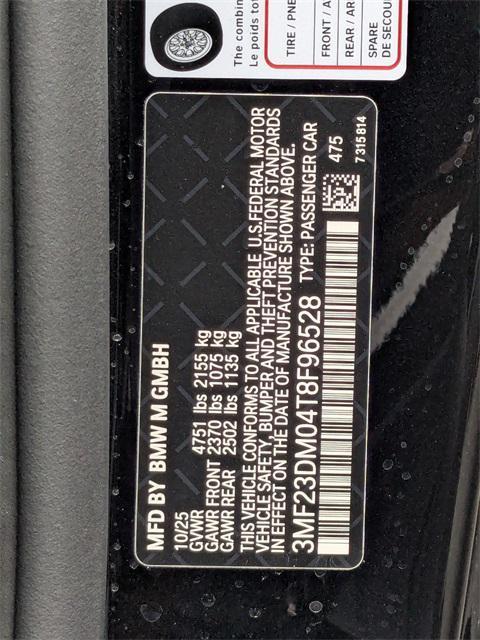 MFD BY BMW M GMBH
10/25
GVWR 4751 lbs 2155 kg
GAWR FRONT 2370 lbs 1075 kg
GAWR REAR 2502 lbs 1135 kg
THIS VEHICLE CONFORMS TO ALL APPLICABLE U.S.FEDERAL MOTOR
VEHICLE SAFETY, BUMPER AND THEFT PREVENTION STANDARDS
IN EFFECT ON THE DATE OF MANUFACTURE SHOWN ABOVE.
3MF23DM04T8F96528 TYPE: PASSENGER CAR
475
7 315 814
The combin
Le poids tot
TIRE / PNE
FRONT / A
REAR / AR
SPARE
DE SECOU